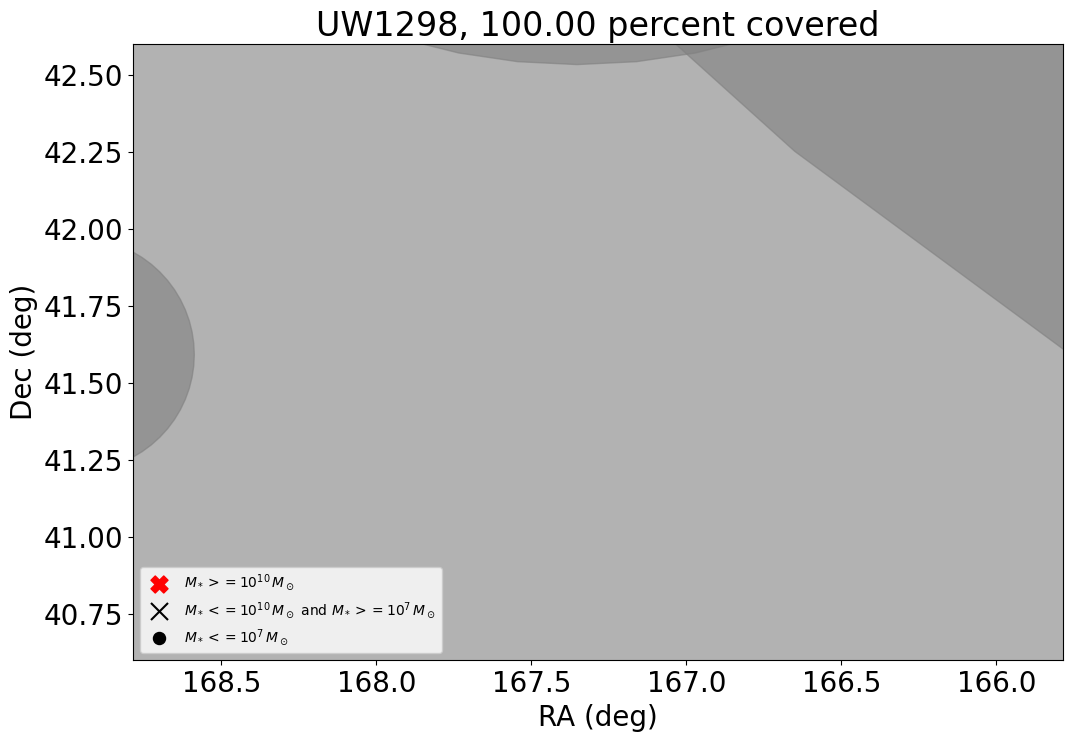 UW1298, 100.00 percent covered
42.50
42.25
42.00
41.75
41.50
41.25
41.00
40.75
Dec (deg)
M* >= 10^10 M⊙
M* <= 10^10 M⊙ and M* >= 10^7 M⊙
M* <= 10^7 M⊙
168.5 168.0 167.5 167.0 166.5 166.0
RA (deg)